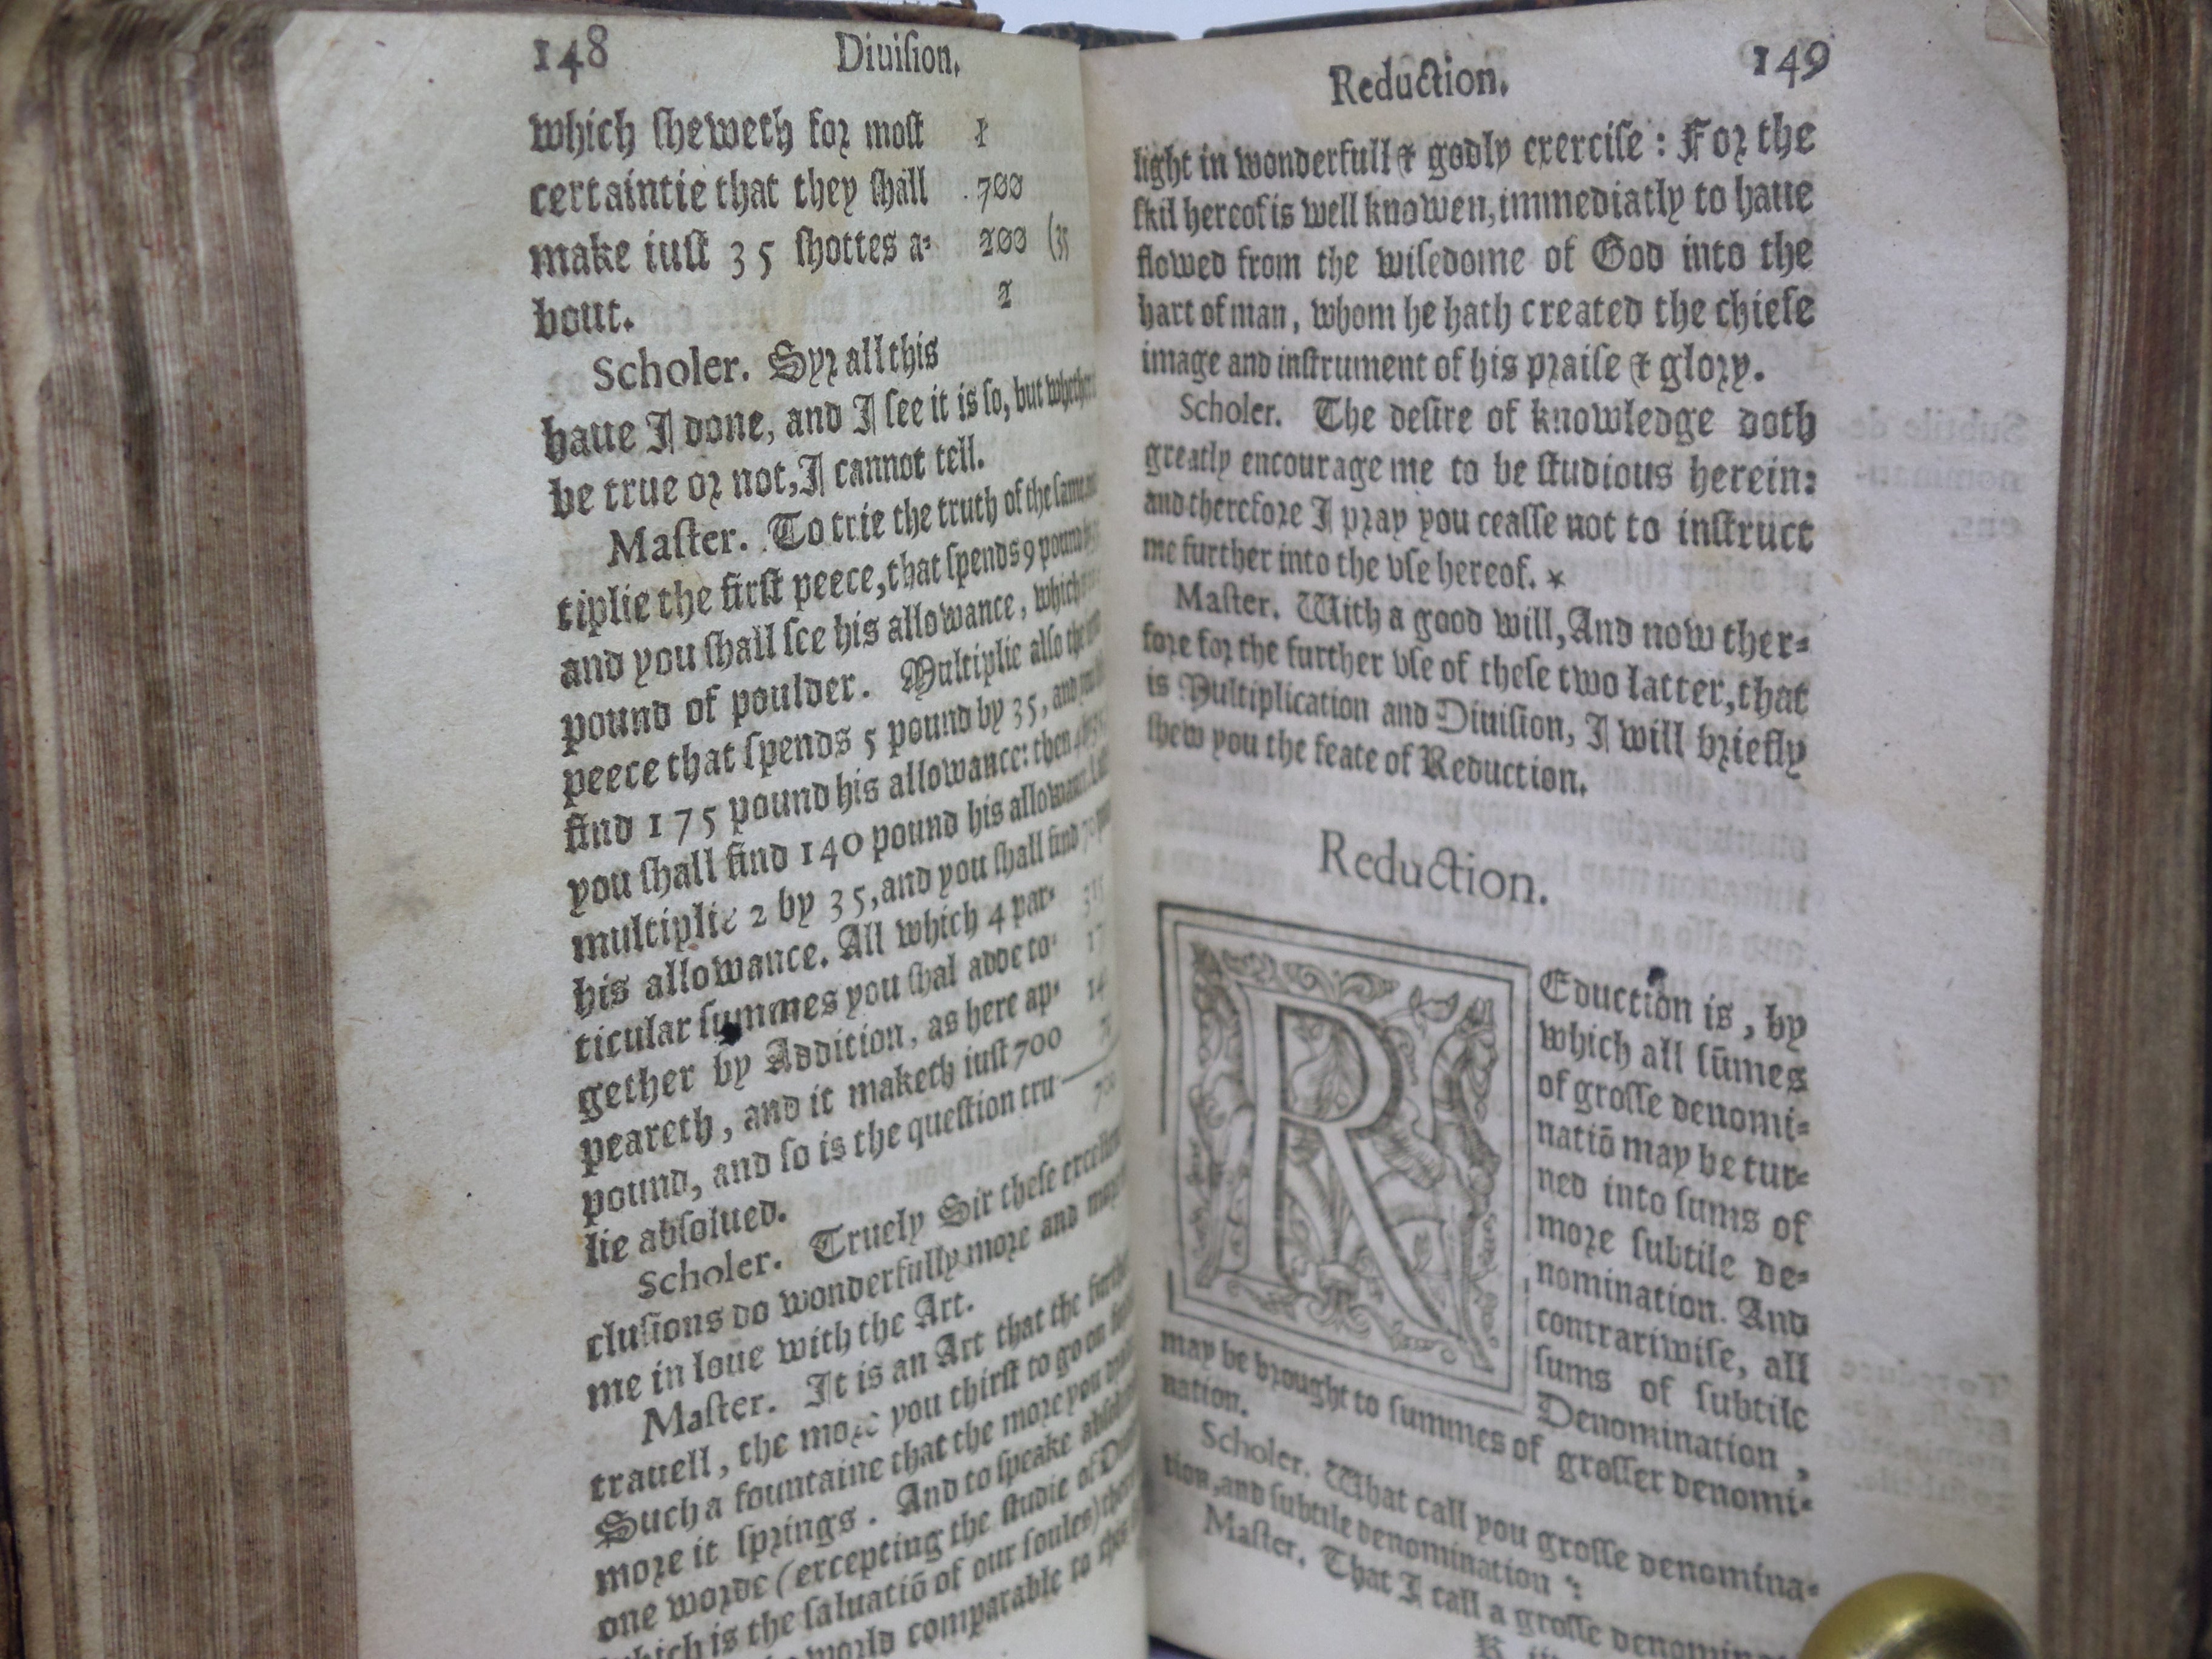 148 Diuiſion.
which ſheweth for moſt 1
certaintie that they ſhall 700
make iuſt 35 ſhottes a- 200 (35
bout. 2
Scholer. Syr all this
haue I done, and I ſee it is ſo, but whether
be true or not, I cannot tell.
Maſter. To trie the truth of the ſame,
tiplie the firſt peece, that ſpends 9 pound
and you ſhall ſee his allowance, which
pound of poulder. Multiplie alſo the
peece that ſpends 5 pound by 35, and
find 175 pound his allowance: then
you ſhall find 140 pound his allowance.
multiplie 2 by 35, and you ſhall find 70
his allowance. All which 4 par-
ticular ſummes you ſhal adde to-
gether by Addition, as here ap-
peareth, and it maketh iuſt 700
pound, and ſo is the queſtion tru-
lie abſolued.
Scholer. Truely Sir theſe
cluſions do wonderfully more and
me in loue with the Art.
Maſter. It is an Art that the
trauell, the more you thirſt to go on
Such a fountaine that the more you
more it ſprings. And to ſpeake
one worde (excepting the ſtudie of
which is the ſaluatiō of our ſoules)
world comparable to this
Reduction. 149
light in wonderfull & godly exerciſe: For the
ſkil hereof is well knowen, immediatly to haue
flowed from the wiſedome of God into the
hart of man, whom he hath created the chiefe
image and inſtrument of his praiſe & glory.
Scholer. The deſire of knowledge doth
greatly encourage me to be ſtudious herein:
and therefore I pray you ceaſſe not to inſtruct
me further into the vſe hereof. *
Maſter. With a good will, And now ther-
fore for the further vſe of theſe two latter, that
is Multiplication and Diuiſion, I will briefly
ſhew you the feate of Reduction.
Reduction.
REduction is, by
which all ſūmes
of groſſe denomi-
natiō may be tur-
ned into ſums of
more ſubtile de-
nomination. And
contrariwiſe, all
ſums of ſubtile
Denomination,
may be brought to ſummes of groſſer denomi-
nation.
Scholer. What call you groſſe denomina-
tion, and ſubtile denomination?
Maſter. That I call a groſſe